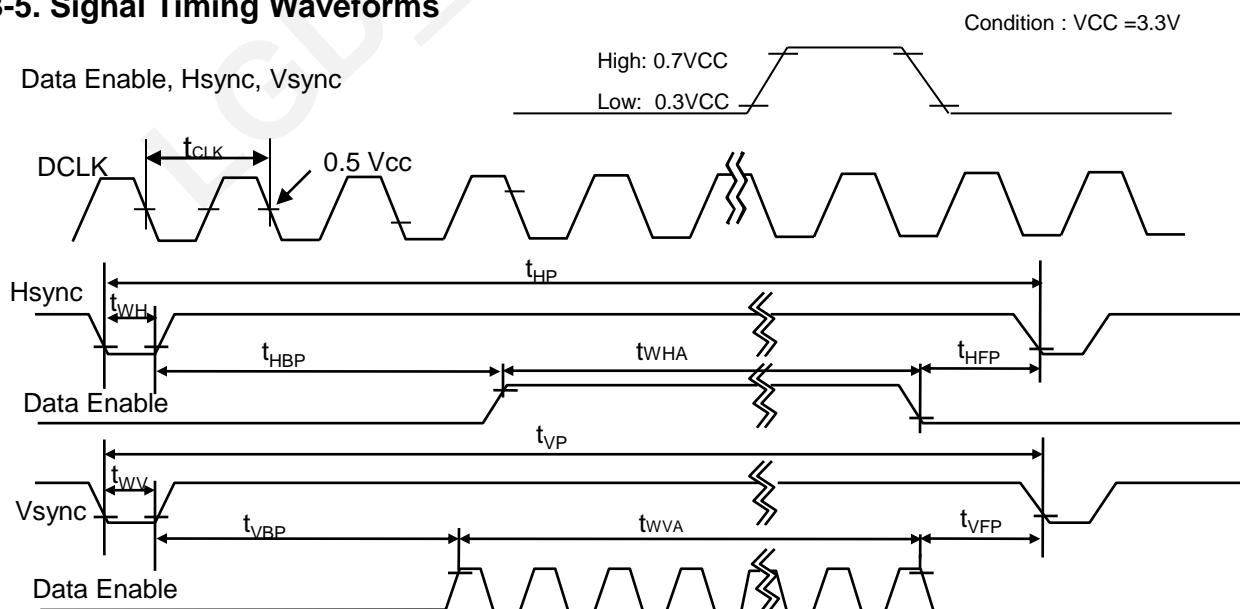 3-5. Signal Timing Waveforms
Condition : VCC =3.3V
High: 0.7VCC
Data Enable, Hsync, Vsync
Low: 0.3VCC
tCLK
DCLK
0.5 Vcc
tHP
Hsync
tWH
tHBP
tWHA
tHFP
Data Enable
tVP
tWV
Vsync
tVBP
tWVA
tVFP
Data Enable